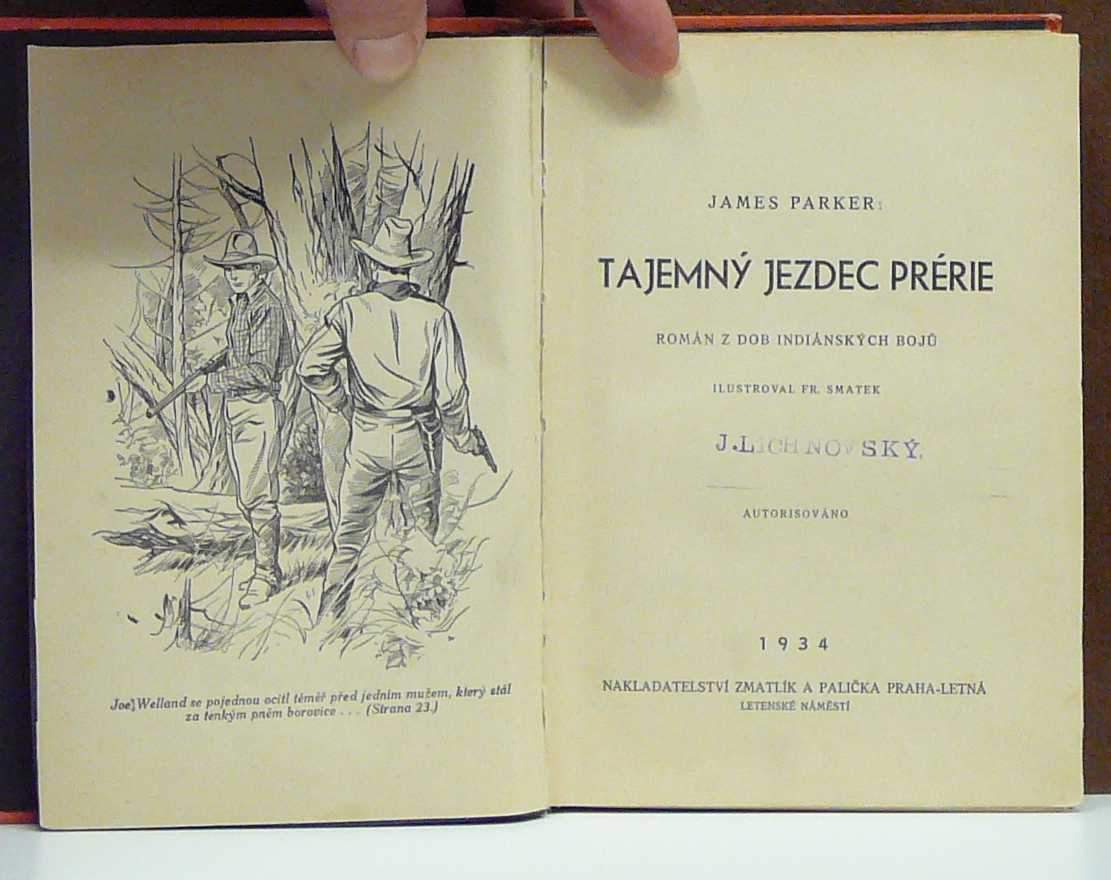 Joe Welland se pojednou ocitl téměř před jedním mužem, který stál
za tenkým pněm borovice . . . (Strana 23.)
JAMES PARKER:
TAJEMNÝ JEZDEC PRÉRIE
ROMÁN Z DOB INDIÁNSKÝCH BOJŮ
ILUSTROVAL FR. SMATEK
J.LICHNOVSKÝ.
AUTORISOVÁNO
1934
NAKLADATELSTVÍ ZMATLÍK A PALIČKA PRAHA-LETNÁ
LETENSKÉ NÁMĚSTÍ